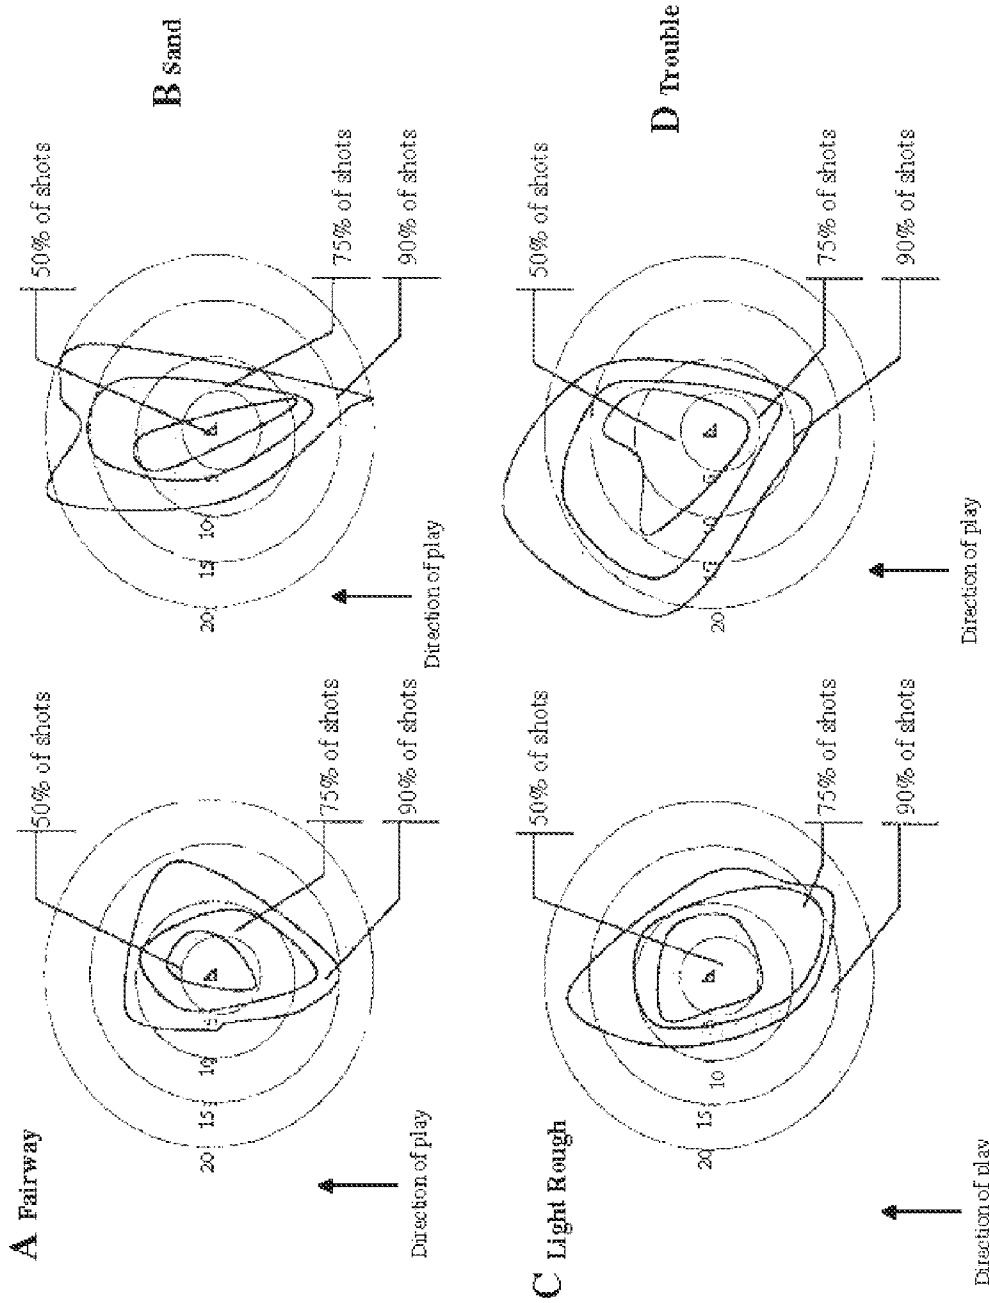 A Fairway
50% of shots
75% of shots
90% of shots
5
10
15
20
Direction of play
B Sand
50% of shots
75% of shots
90% of shots
10
15
20
Direction of play
C Light Rough
50% of shots
75% of shots
90% of shots
10
15
20
Direction of play
D Trouble
50% of shots
75% of shots
90% of shots
5
10
15
20
Direction of play